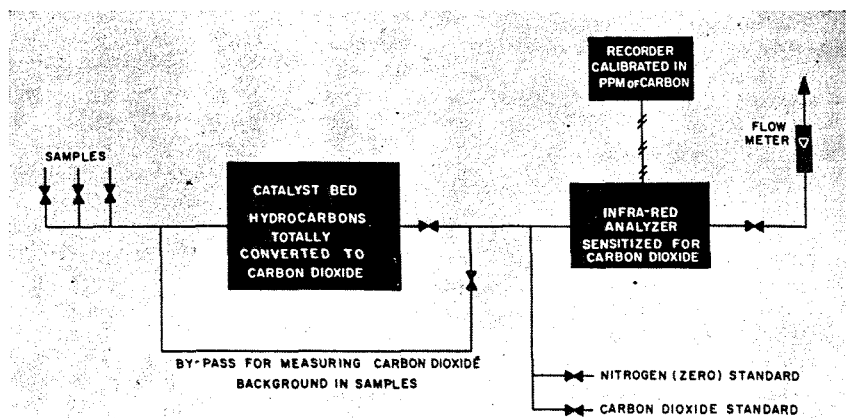 RECORDER
CALIBRATED IN
PPM OF CARBON
FLOW
METER
SAMPLES
CATALYST BED
HYDROCARBONS
TOTALLY
CONVERTED TO
CARBON DIOXIDE
INFRA-RED
ANALYZER
SENSITIZED FOR
CARBON DIOXIDE
BY-PASS FOR MEASURING CARBON DIOXIDE
BACKGROUND IN SAMPLES
NITROGEN (ZERO) STANDARD
CARBON DIOXIDE STANDARD